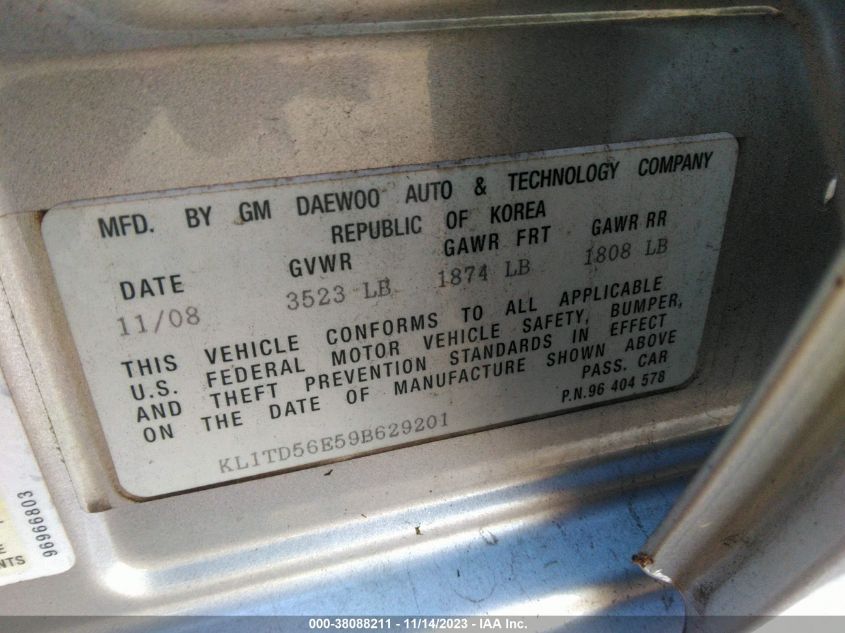 MFD. BY GM DAEWOO AUTO & TECHNOLOGY COMPANY
REPUBLIC OF KOREA
DATE GVWR GAWR FRT GAWR RR
11/08 3523 LB 1874 LB 1808 LB
THIS VEHICLE CONFORMS TO ALL APPLICABLE
U.S. FEDERAL MOTOR VEHICLE SAFETY, BUMPER,
AND THEFT PREVENTION STANDARDS IN EFFECT
ON THE DATE OF MANUFACTURE SHOWN ABOVE
PASS. CAR
KL1TD56E59B629201
P.N.96 404 578
96966803
000-38088211 - 11/14/2023 - IAA Inc.